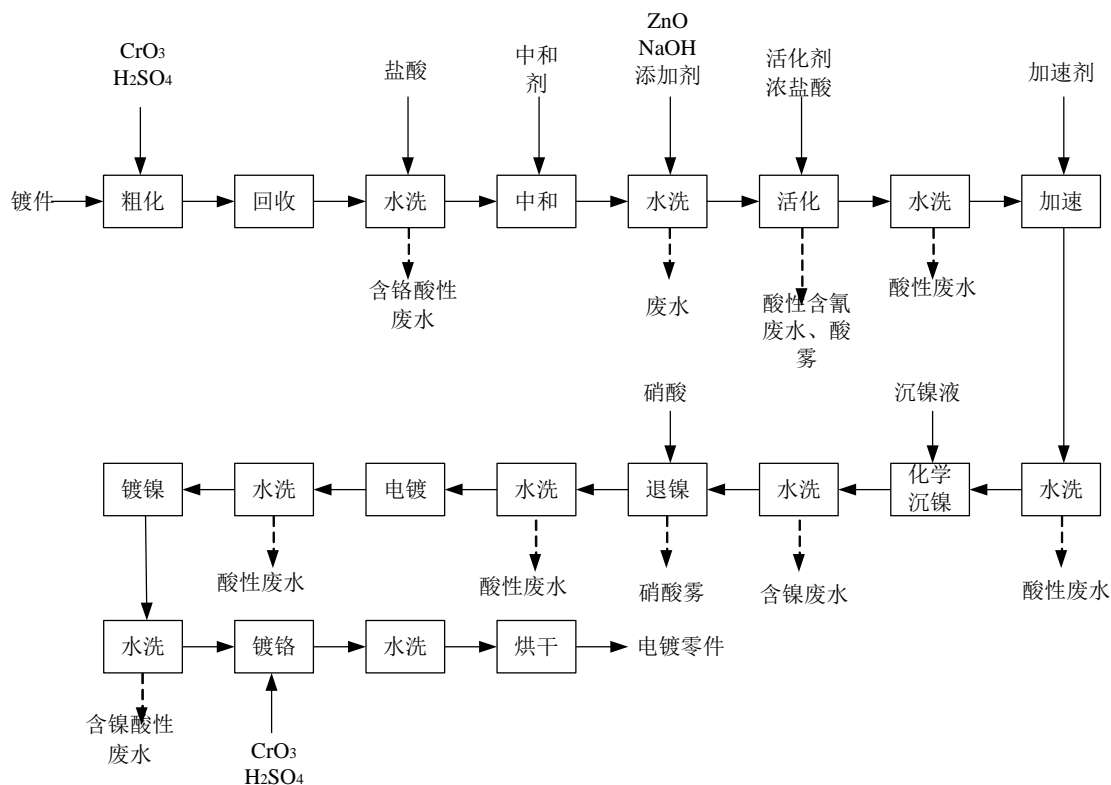 CrO3
H2SO4
盐酸
中和
剂
ZnO
NaOH
添加剂
活化剂
浓盐酸
加速剂
镀件
粗化
回收
水洗
中和
水洗
活化
水洗
加速
含铬酸性
废水
废水
酸性含氰
废水、酸
雾
酸性废水
硝酸
沉镍液
镀镍
水洗
电镀
水洗
退镍
水洗
化学
沉镍
水洗
酸性废水
酸性废水
硝酸雾
含镍废水
酸性废水
水洗
镀铬
水洗
烘干
电镀零件
含镍酸性
废水
CrO3
H2SO4